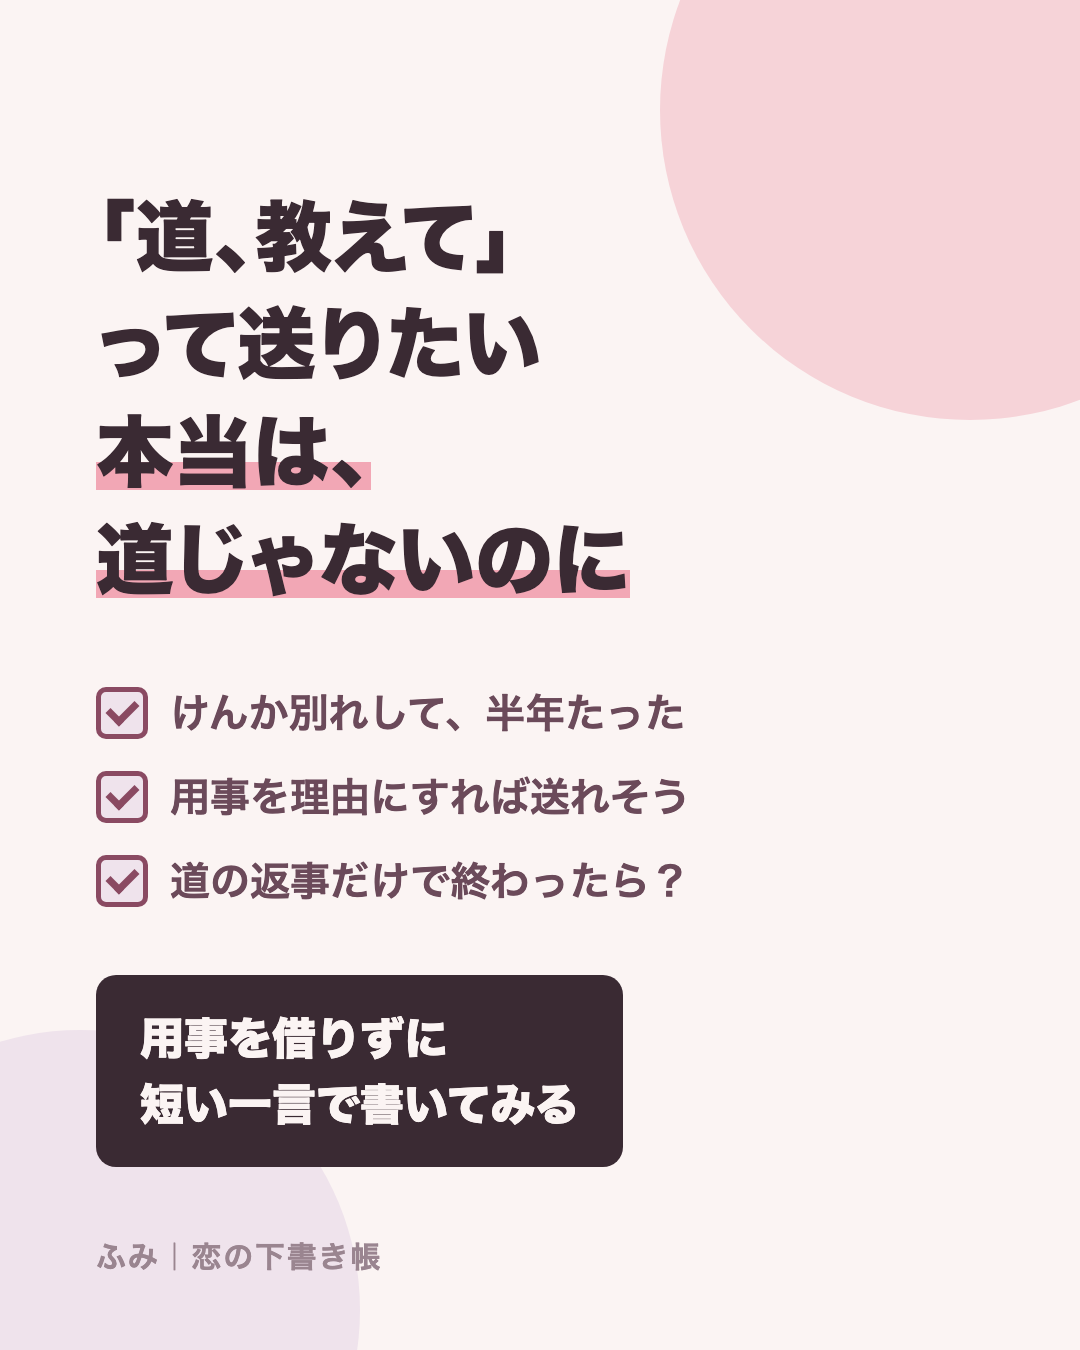 「道、教えて」
って送りたい
本当は、
道じゃないのに
けんか別れして、半年たった
用事を理由にすれば送れそう
道の返事だけで終わったら？
用事を借りずに
短い一言で書いてみる
ふみ｜恋の下書き帳